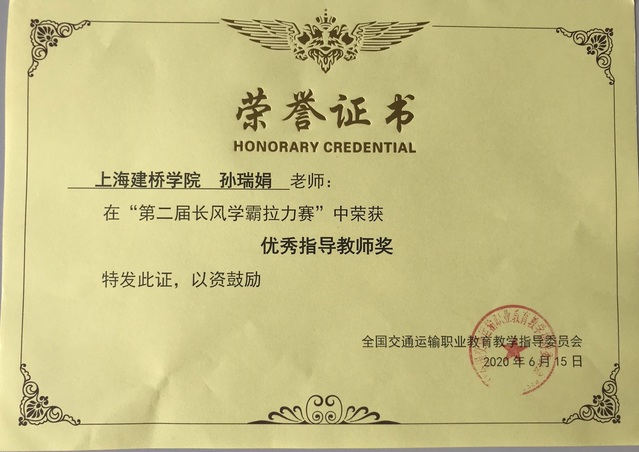 荣誉证书
HONORARY CREDENTIAL
上海建桥学院 孙瑞娟 老师：
在“第二届长风学霸拉力赛”中荣获
优秀指导教师奖
特发此证，以资鼓励
全国交通运输职业教育教学指导委员会
2020年6月15日